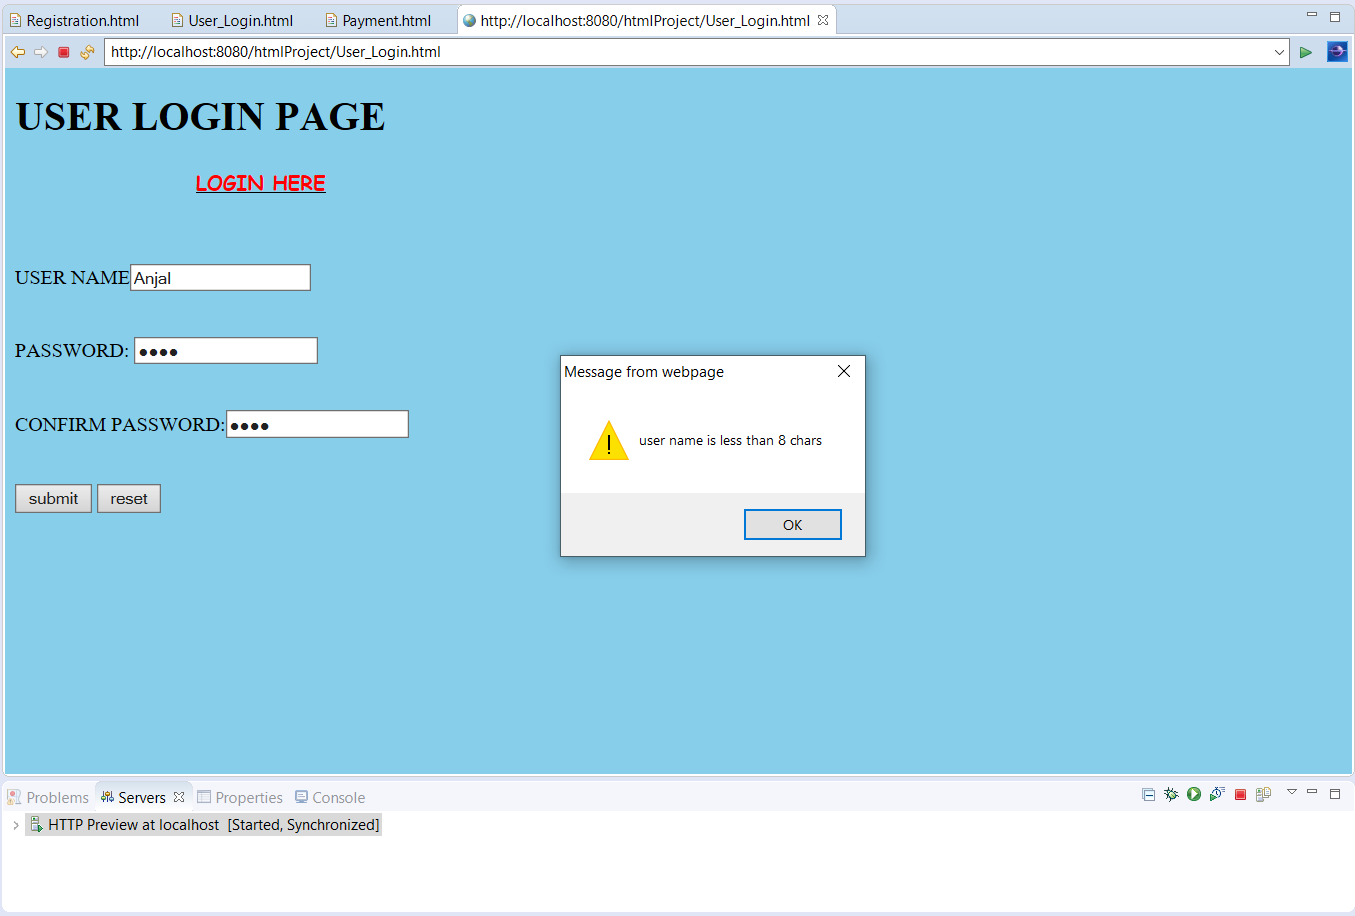 Registration.html User_Login.html Payment.html http://localhost:8080/htmlProject/User_Login.html
http://localhost:8080/htmlProject/User_Login.html
USER LOGIN PAGE
LOGIN HERE
USER NAME Anjal
PASSWORD: ●●●●
CONFIRM PASSWORD: ●●●●
submit reset
Message from webpage
! user name is less than 8 chars
OK
Problems Servers Properties Console
HTTP Preview at localhost [Started, Synchronized]